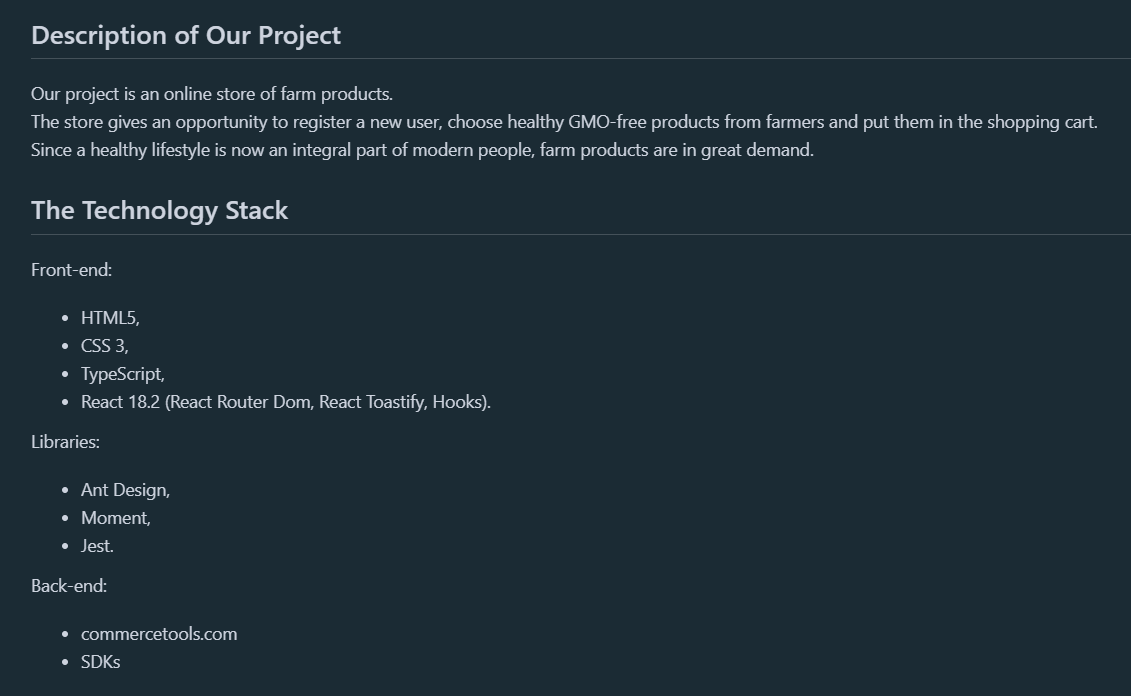 Description of Our Project
Our project is an online store of farm products.
The store gives an opportunity to register a new user, choose healthy GMO-free products from farmers and put them in the shopping cart.
Since a healthy lifestyle is now an integral part of modern people, farm products are in great demand.
The Technology Stack
Front-end:
• HTML5,
• CSS 3,
• TypeScript,
• React 18.2 (React Router Dom, React Toastify, Hooks).
Libraries:
• Ant Design,
• Moment,
• Jest.
Back-end:
• commercetools.com
• SDKs